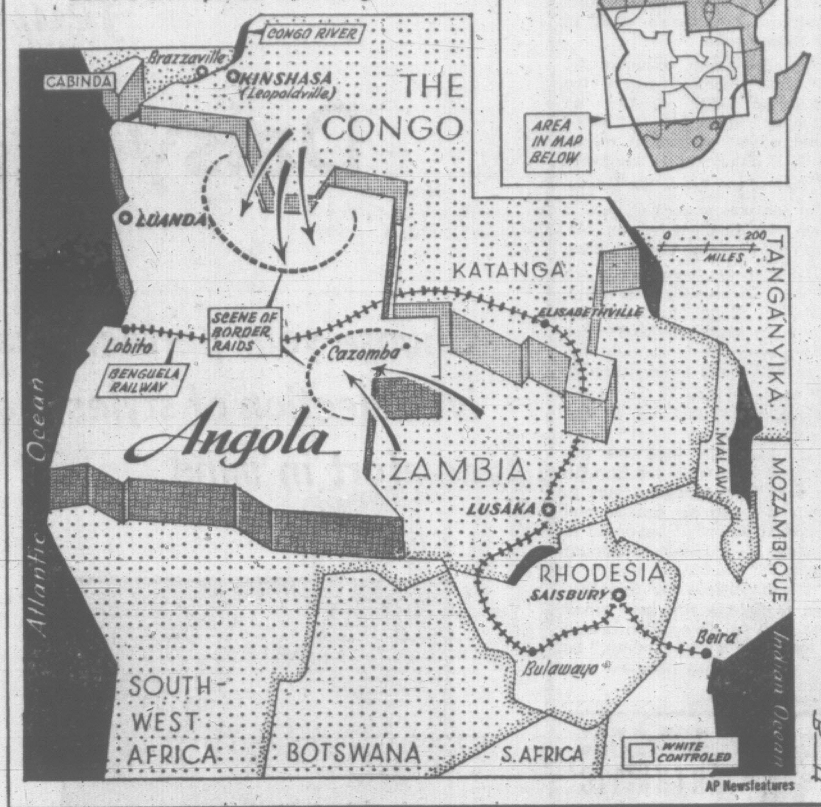 CONGO RIVER
Brazzaville
CABINDA
KINSHASA
(Leopoldville)
THE
CONGO
AREA
IN MAP
BELOW
LUANDA
0 200
MILES
TANGANYIKA
KATANGA
ELISABETHVILLE
SCENE OF
BORDER
RAIDS
Lobito
Cazombo
BENGUELA
RAILWAY
Angola
ZAMBIA
MALAWI
MOZAMBIQUE
LUSAKA
Atlantic Ocean
RHODESIA
SAISBURY
Beira
Bulawayo
Indian Ocean
SOUTH-
WEST
AFRICA
BOTSWANA
S. AFRICA
WHITE
CONTROLED
AP Newsfeatures